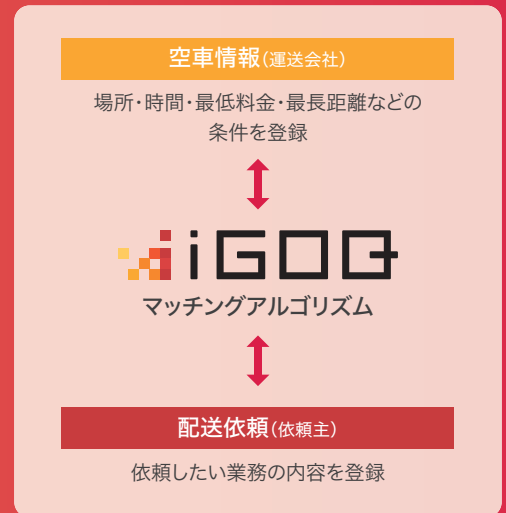 空車情報(運送会社)
場所・時間・最低料金・最長距離などの
条件を登録
iGOQ
マッチングアルゴリズム
配送依頼(依頼主)
依頼したい業務の内容を登録